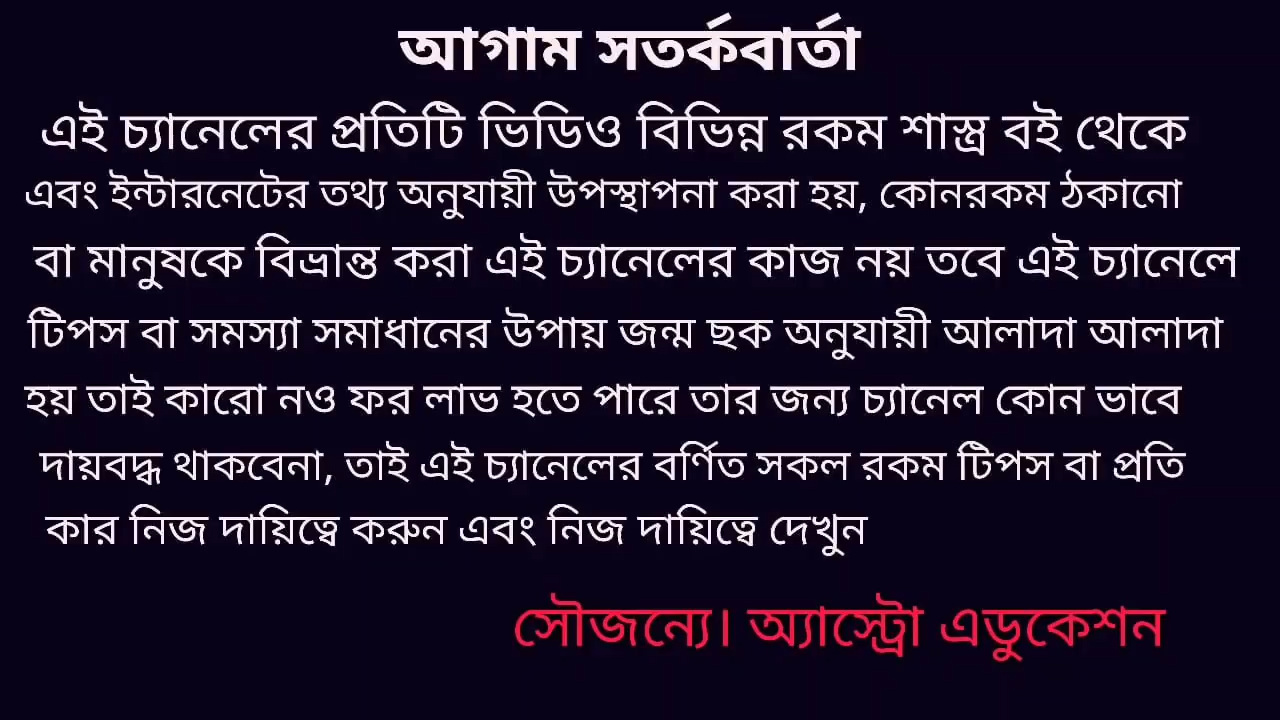 আগাম সতর্কবার্তা
এই চ্যানেলের প্রতিটি ভিডিও বিভিন্ন রকম শাস্ত্র বই থেকে
এবং ইন্টারনেটের তথ্য অনুযায়ী উপস্থাপনা করা হয়, কোনরকম ঠকানো
বা মানুষকে বিভ্রান্ত করা এই চ্যানেলের কাজ নয় তবে এই চ্যানেলে
টিপস বা সমস্যা সমাধানের উপায় জন্ম ছক অনুযায়ী আলাদা আলাদা
হয় তাই কারো নও ফর লাভ হতে পারে তার জন্য চ্যানেল কোন ভাবে
দায়বদ্ধ থাকবেনা, তাই এই চ্যানেলের বর্ণিত সকল রকম টিপস বা প্রতি
কার নিজ দায়িত্বে করুন এবং নিজ দায়িত্বে দেখুন
সৌজন্যে। অ্যাস্ট্রো এডুকেশন